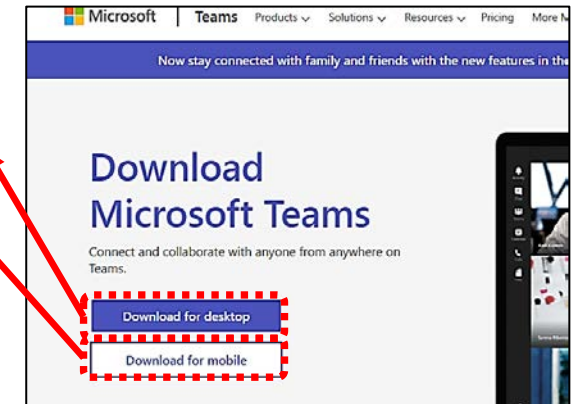 Microsoft Teams Products Solutions Resources Pricing More
Now stay connected with family and friends with the new features in the
Download
Microsoft Teams
Connect and collaborate with anyone from anywhere on
Teams.
Download for desktop
Download for mobile